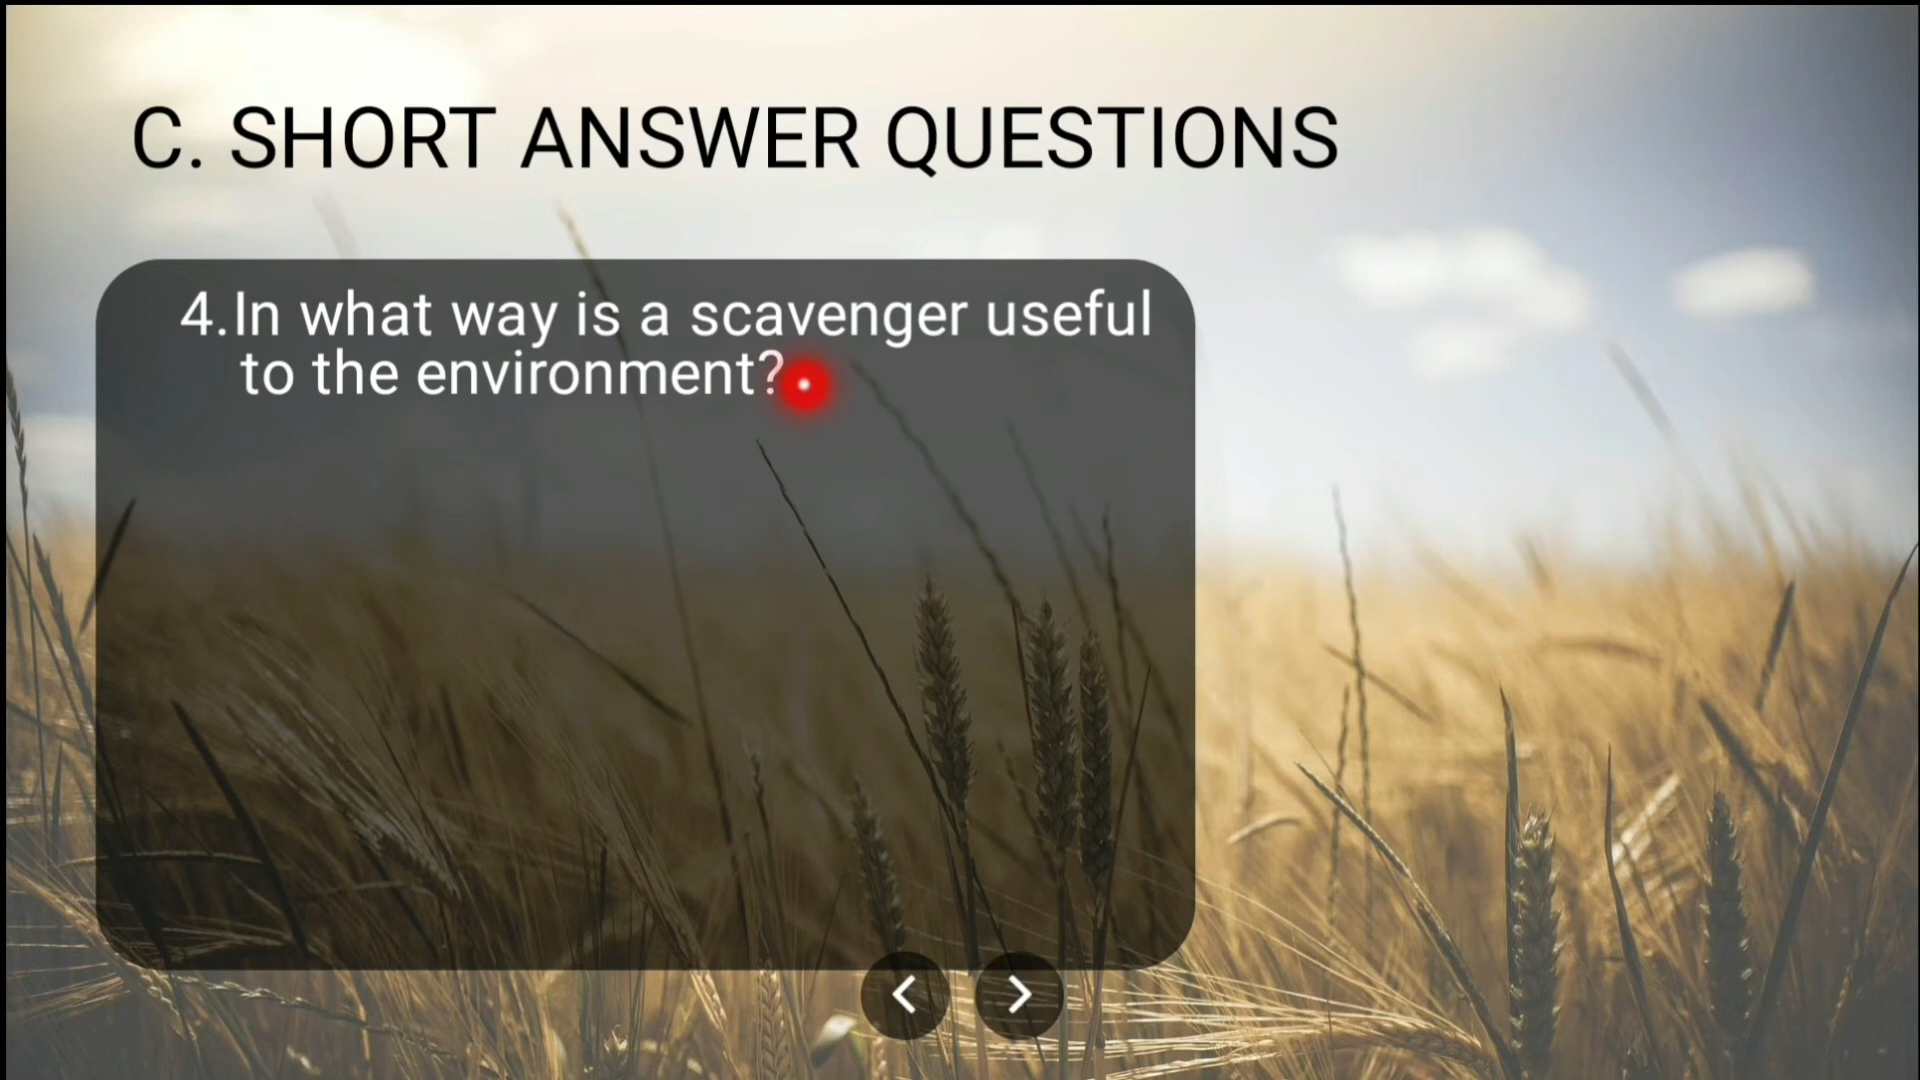 C. SHORT ANSWER QUESTIONS
4.In what way is a scavenger useful
to the environment?